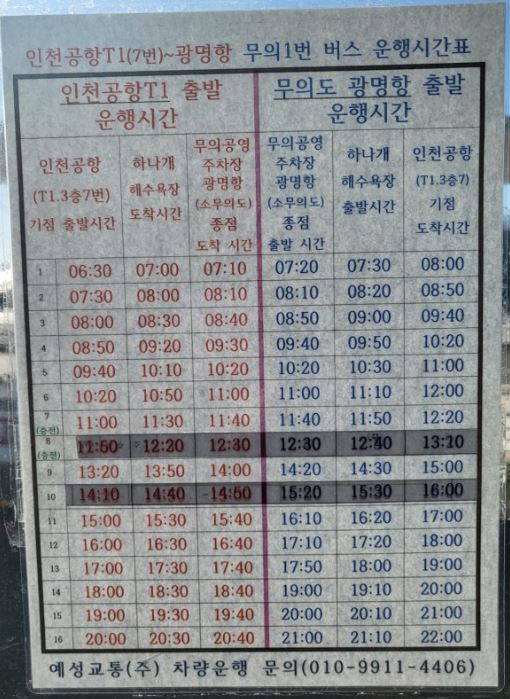 인천공항T1(7번)~광명항 무의1번 버스 운행시간표
인천공항T1 출발 운행시간
무의도 광명항 출발 운행시간
인천공항 (T1.3층7번) 기점 출발시간
하나개 해수욕장 도착시간
무의공영 주차장 광명항 (소무의도) 종점 도착 시간
무의공영 주차장 광명항 (소무의도) 종점 출발 시간
하나개 해수욕장 출발시간
인천공항 (T1.3층7) 기점 도착시간
1 06:30 07:00 07:10 07:20 07:30 08:00
2 07:30 08:00 08:10 08:10 08:20 08:50
3 08:00 08:30 08:40 08:50 09:00 09:40
4 08:50 09:20 09:30 09:40 09:50 10:20
5 09:40 10:10 10:20 10:20 10:30 11:00
6 10:20 10:50 11:00 11:00 11:10 12:00
7 (충전) 11:00 11:30 11:40 11:40 11:50 12:20
8 (충전) 11:50 12:20 12:30 12:30 12:40 13:10
9 13:20 13:50 14:00 14:20 14:30 15:00
10 14:10 14:40 14:50 15:20 15:30 16:00
11 15:00 15:30 15:40 16:10 16:20 17:00
12 16:00 16:30 16:40 17:10 17:20 18:00
13 17:00 17:30 17:40 17:50 18:00 19:00
14 18:00 18:30 18:40 19:00 19:10 20:00
15 19:00 19:30 19:40 20:00 20:10 21:00
16 20:00 20:30 20:40 21:00 21:10 22:00
예성교통(주) 차량운행 문의(010-9911-4406)